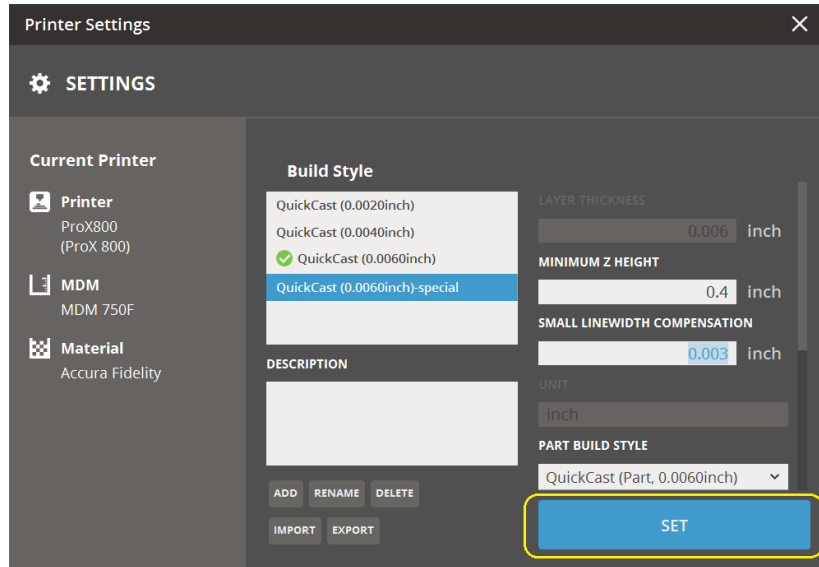 Printer Settings
SETTINGS
Current Printer
Printer
ProX800
(ProX 800)
MDM
MDM 750F
Material
Accura Fidelity
Build Style
QuickCast (0.0020inch)
QuickCast (0.0040inch)
QuickCast (0.0060inch)
QuickCast (0.0060inch)-special
DESCRIPTION
ADD RENAME DELETE
IMPORT EXPORT
LAYER THICKNESS
0.006 inch
MINIMUM Z HEIGHT
0.4 inch
SMALL LINEWIDTH COMPENSATION
0.003 inch
UNIT
inch
PART BUILD STYLE
QuickCast (Part, 0.0060inch)
SET